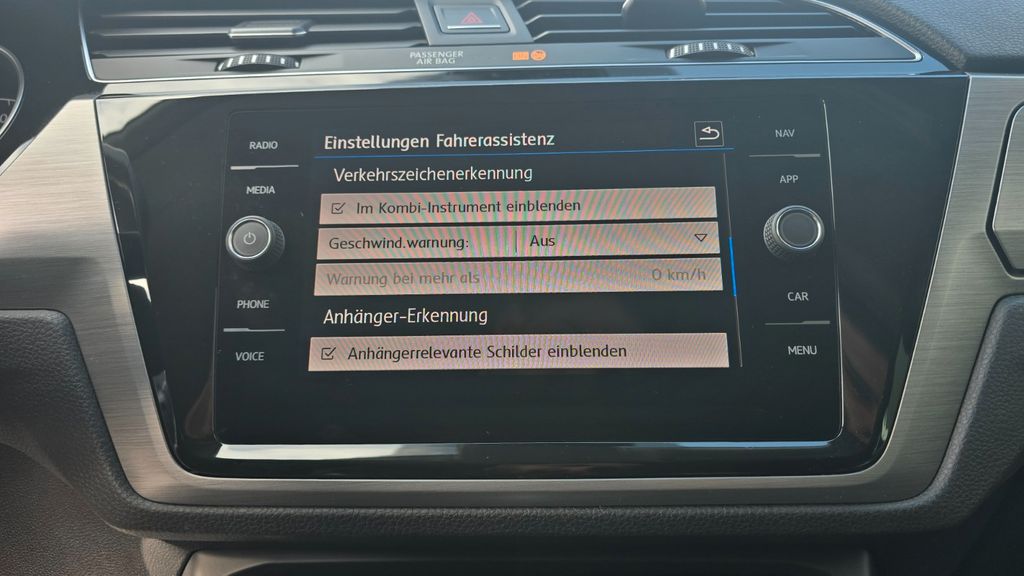 PASSENGER
AIR BAG
RADIO
MEDIA
PHONE
VOICE
Einstellungen Fahrerassistenz
Verkehrszeichenerkennung
Im Kombi-Instrument einblenden
Geschwind.warnung: Aus
Warnung bei mehr als 0 km/h
Anhänger-Erkennung
Anhängerrelevante Schilder einblenden
NAV
APP
CAR
MENU